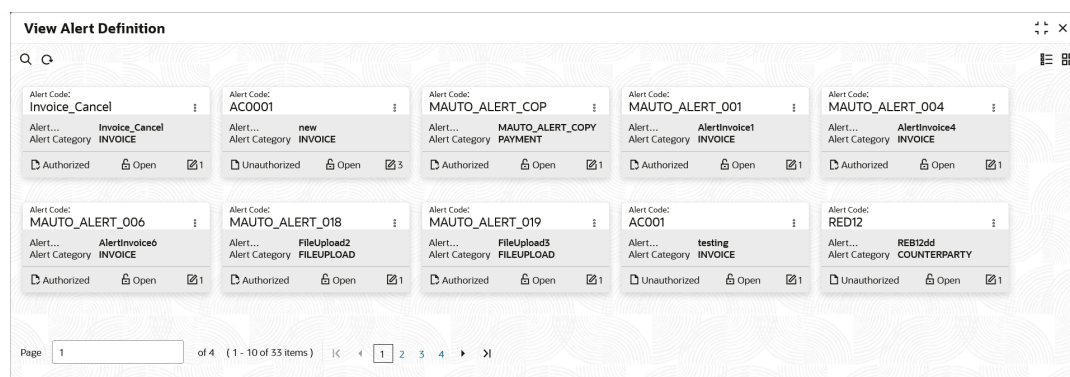 View Alert Definition
Alert Code:
Invoice_Cancel
Alert... Invoice_Cancel
Alert Category INVOICE
Authorized Open 1
Alert Code:
AC0001
Alert... new
Alert Category INVOICE
Unauthorized Open 3
Alert Code:
MAUTO_ALERT_COP
Alert... MAUTO_ALERT_COPY
Alert Category PAYMENT
Authorized Open 1
Alert Code:
MAUTO_ALERT_001
Alert... AlertInvoice1
Alert Category INVOICE
Authorized Open 1
Alert Code:
MAUTO_ALERT_004
Alert... AlertInvoice4
Alert Category INVOICE
Authorized Open 1
Alert Code:
MAUTO_ALERT_006
Alert... AlertInvoice6
Alert Category INVOICE
Authorized Open 1
Alert Code:
MAUTO_ALERT_018
Alert... FileUpload2
Alert Category FILEUPLOAD
Authorized Open 1
Alert Code:
MAUTO_ALERT_019
Alert... FileUpload3
Alert Category FILEUPLOAD
Authorized Open 1
Alert Code:
AC001
Alert... testing
Alert Category INVOICE
Unauthorized Open 1
Alert Code:
RED12
Alert... REB12dd
Alert Category COUNTERPARTY
Unauthorized Open 1
Page 1 of 4 (1 - 10 of 33 items) 1 2 3 4